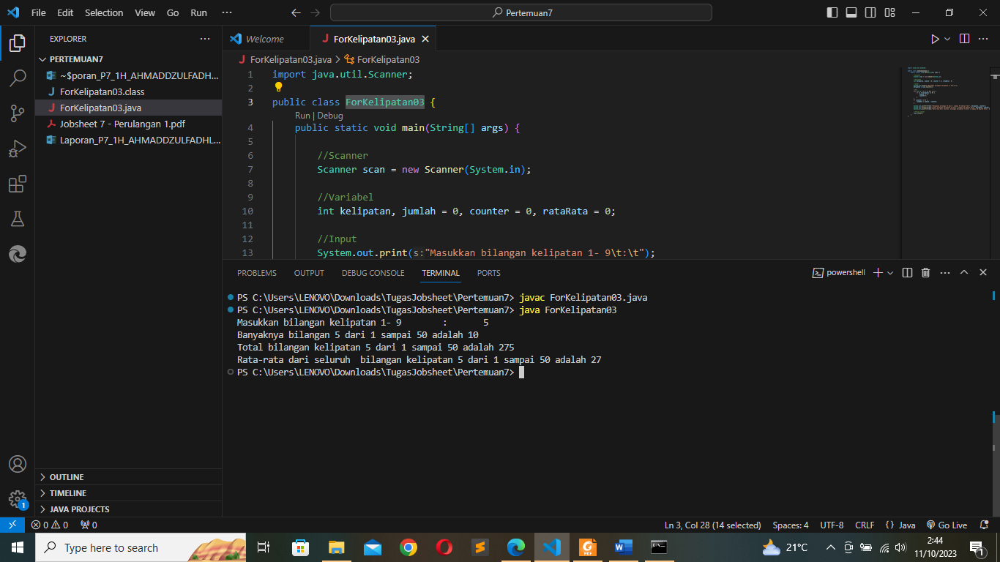 File Edit Selection View Go Run ··· Pertemuan7
EXPLORER ···
PERTEMUAN7
~$poran_P7_1H_AHMADDZULFADH...
ForKelipatan03.class
ForKelipatan03.java
Jobsheet 7 - Perulangan 1.pdf
Laporan_P7_1H_AHMADDZULFADHL...
OUTLINE
TIMELINE
JAVA PROJECTS
Welcome ForKelipatan03.java
ForKelipatan03.java > ForKelipatan03
1 import java.util.Scanner;
2
3 public class ForKelipatan03 {
Run | Debug
4 public static void main(String[] args) {
5
6 //Scanner
7 Scanner scan = new Scanner(System.in);
8
9 //Variabel
10 int kelipatan, jumlah = 0, counter = 0, rataRata = 0;
11
12 //Input
13 System.out.print(s:"Masukkan bilangan kelipatan 1- 9\t:\t");
PROBLEMS OUTPUT DEBUG CONSOLE TERMINAL PORTS powershell
PS C:\Users\LENOVO\Downloads\TugasJobsheet\Pertemuan7> javac ForKelipatan03.java
PS C:\Users\LENOVO\Downloads\TugasJobsheet\Pertemuan7> java ForKelipatan03
Masukkan bilangan kelipatan 1- 9 : 5
Banyaknya bilangan 5 dari 1 sampai 50 adalah 10
Total bilangan kelipatan 5 dari 1 sampai 50 adalah 275
Rata-rata dari seluruh  bilangan kelipatan 5 dari 1 sampai 50 adalah 27
PS C:\Users\LENOVO\Downloads\TugasJobsheet\Pertemuan7>
1
0 0 0 Ln 3, Col 28 (14 selected) Spaces: 4 UTF-8 CRLF {} Java Go Live
Type here to search
21°C
2:44
11/10/2023
1